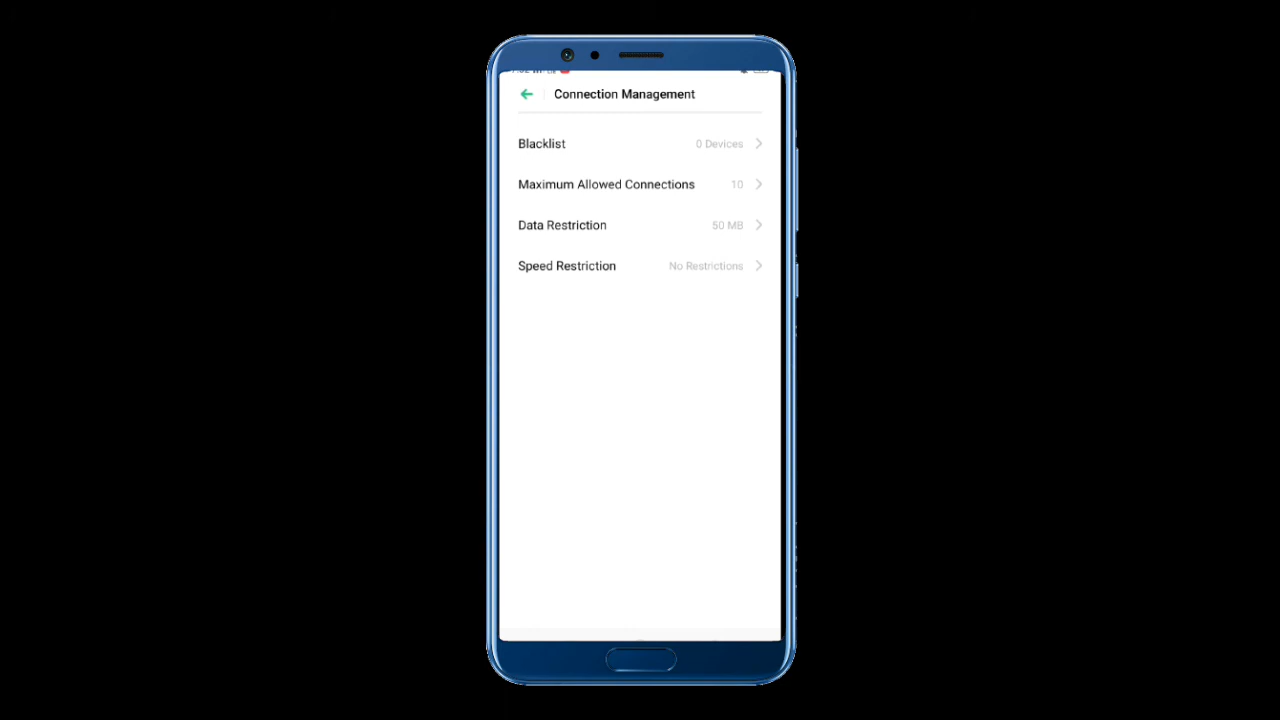 Connection Management
Blacklist 0 Devices
Maximum Allowed Connections 10
Data Restriction 50 MB
Speed Restriction No Restrictions